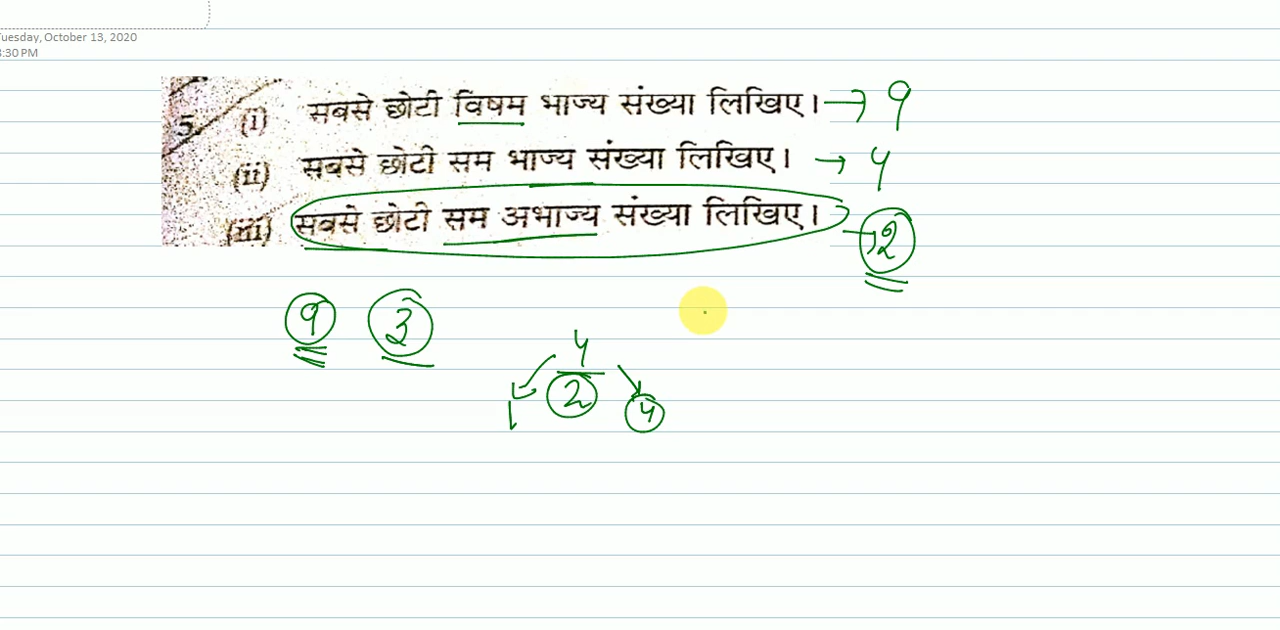 Tuesday, October 13, 2020
8:30 PM
5. (i) सबसे छोटी विषम भाज्य संख्या लिखिए। → 9
(ii) सबसे छोटी सम भाज्य संख्या लिखिए। → 4
(iii) सबसे छोटी सम अभाज्य संख्या लिखिए। → 2
9 3
4
1 2 4